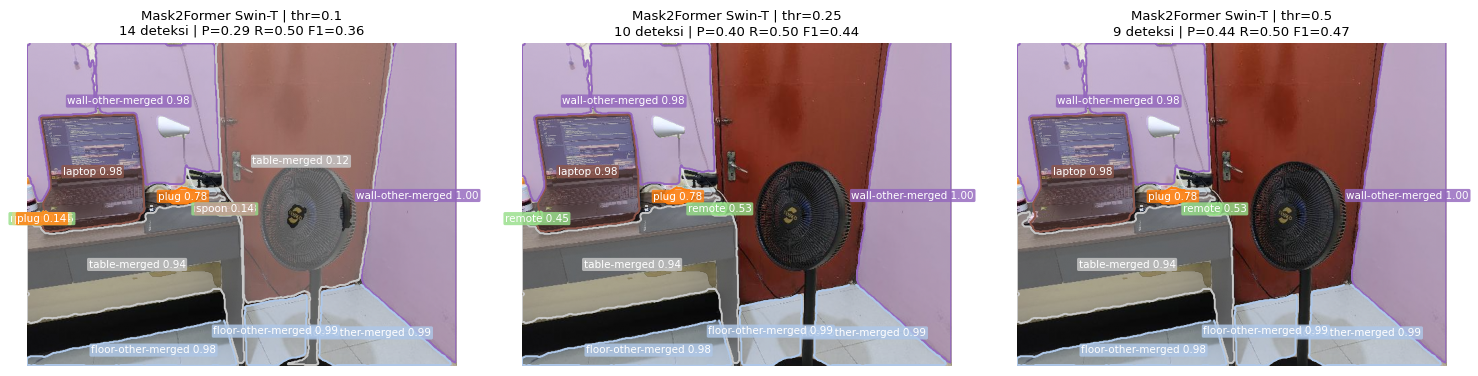 Mask2Former Swin-T | thr=0.1
14 deteksi | P=0.29 R=0.50 F1=0.36
wall-other-merged 0.98
table-merged 0.12
laptop 0.98
plug 0.78
wall-other-merged 1.00
spoon 0.14
plug 0.14
table-merged 0.94
floor-other-merged 0.99
ther-merged 0.99
floor-other-merged 0.98
Mask2Former Swin-T | thr=0.25
10 deteksi | P=0.40 R=0.50 F1=0.44
wall-other-merged 0.98
laptop 0.98
plug 0.78
wall-other-merged 1.00
remote 0.53
remote 0.45
table-merged 0.94
floor-other-merged 0.99
ther-merged 0.99
floor-other-merged 0.98
Mask2Former Swin-T | thr=0.5
9 deteksi | P=0.44 R=0.50 F1=0.47
wall-other-merged 0.98
laptop 0.98
plug 0.78
wall-other-merged 1.00
remote 0.53
table-merged 0.94
floor-other-merged 0.99
ther-merged 0.99
floor-other-merged 0.98